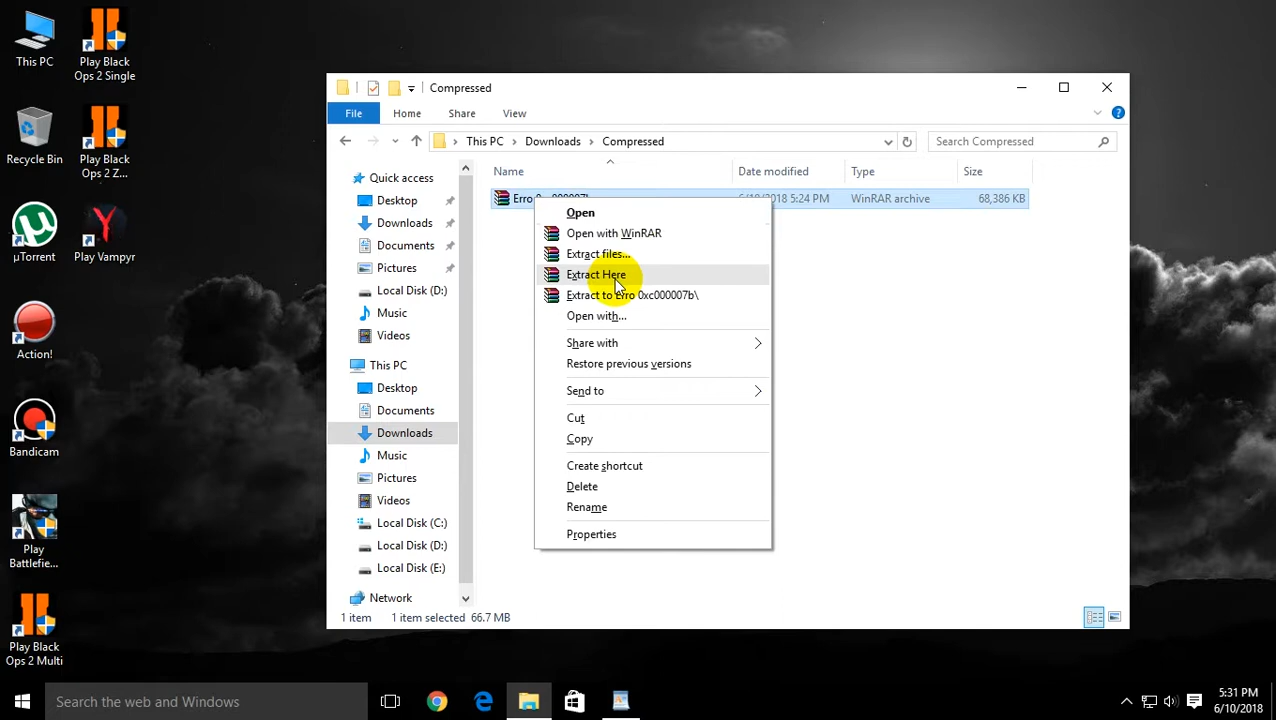 This PC
Play Black
Ops 2 Single
Recycle Bin
Play Black
Ops 2 Z...
µTorrent
Play Vampyr
Action!
Bandicam
Play
Battlefie...
Play Black
Ops 2 Multi
Compressed
File
Home
Share
View
This PC
Downloads
Compressed
Search Compressed
Name
Date modified
Type
Size
Erro
2018 5:24 PM
WinRAR archive
68,386 KB
Quick access
Desktop
Downloads
Documents
Pictures
Local Disk (D:)
Music
Videos
This PC
Desktop
Documents
Downloads
Music
Pictures
Videos
Local Disk (C:)
Local Disk (D:)
Local Disk (E:)
Network
Open
Open with WinRAR
Extract files...
Extract Here
Extract to Erro 0xc000007b\
Open with...
Share with
Restore previous versions
Send to
Cut
Copy
Create shortcut
Delete
Rename
Properties
1 item
1 item selected 66.7 MB
Search the web and Windows
5:31 PM
6/10/2018